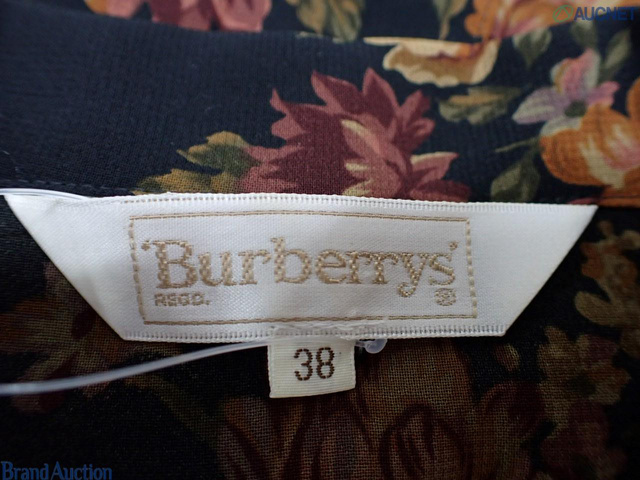 AUCNET
'Burberrys'
REGD. ®
38
Brand Auction